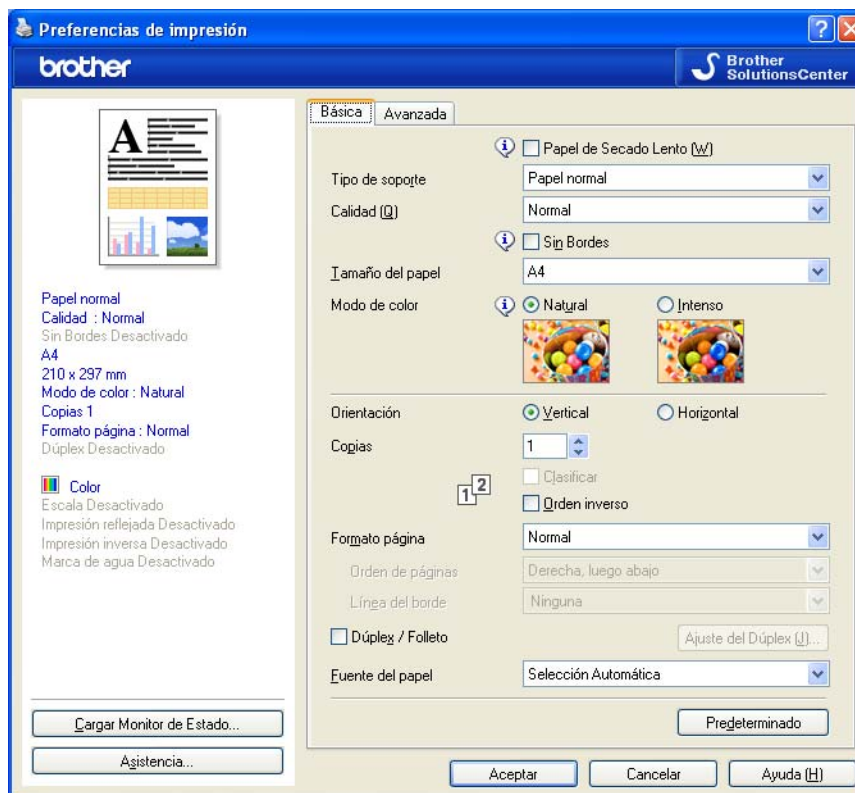 Preferencias de impresión
brother
Brother
SolutionsCenter
A
Papel normal
Calidad : Normal
Sin Bordes Desactivado
A4
210 x 297 mm
Modo de color : Natural
Copias 1
Formato página : Normal
Dúplex Desactivado
Color
Escala Desactivado
Impresión reflejada Desactivado
Impresión inversa Desactivado
Marca de agua Desactivado
Cargar Monitor de Estado...
Asistencia...
Básica Avanzada
Papel de Secado Lento (W)
Tipo de soporte Papel normal
Calidad (Q) Normal
Sin Bordes
Tamaño del papel A4
Modo de color Natural Intenso
Orientación Vertical Horizontal
Copias 1
Clasificar
1 2
Orden inverso
Formato página Normal
Orden de páginas Derecha, luego abajo
Línea del borde Ninguna
Dúplex / Folleto Ajuste del Dúplex (J)...
Fuente del papel Selección Automática
Predeterminado
Aceptar Cancelar Ayuda (H)